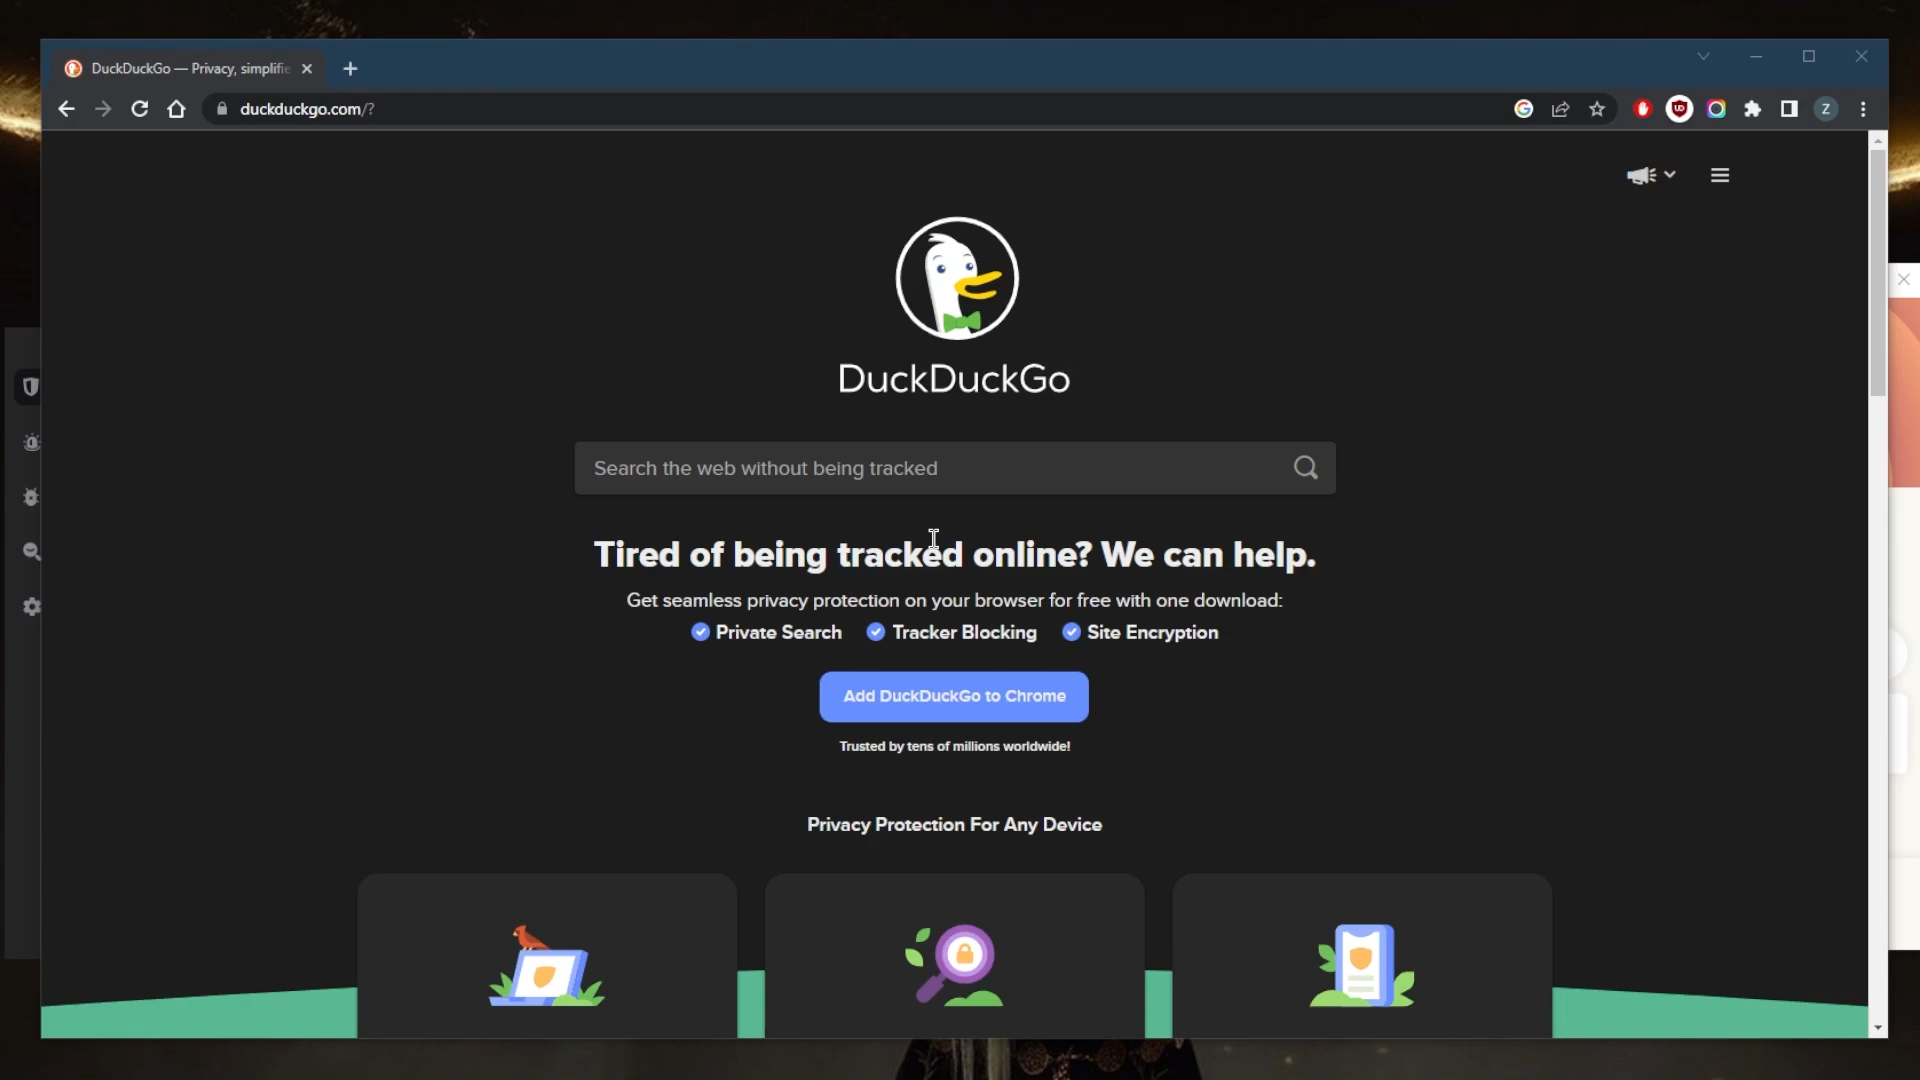 DuckDuckGo — Privacy, simplifie
duckduckgo.com/?
Z
DuckDuckGo
Search the web without being tracked
Tired of being tracked online? We can help.
Get seamless privacy protection on your browser for free with one download:
Private Search Tracker Blocking Site Encryption
Add DuckDuckGo to Chrome
Trusted by tens of millions worldwide!
Privacy Protection For Any Device